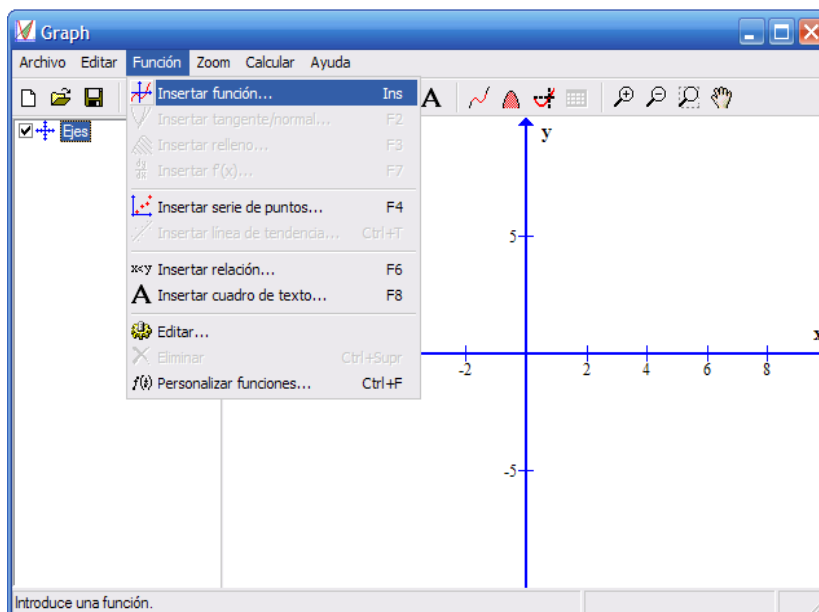 Graph
Archivo Editar Función Zoom Calcular Ayuda
Insertar función... Ins
Insertar tangente/normal... F2
Insertar relleno... F3
dy
dx Insertar f'(x)... F7
Insertar serie de puntos... F4
Insertar línea de tendencia... Ctrl+T
x<y Insertar relación... F6
A Insertar cuadro de texto... F8
Editar...
Eliminar Ctrl+Supr
Personalizar funciones... Ctrl+F
A
Ejes
y
5
x
-2 2 4 6 8
-5
Introduce una función.